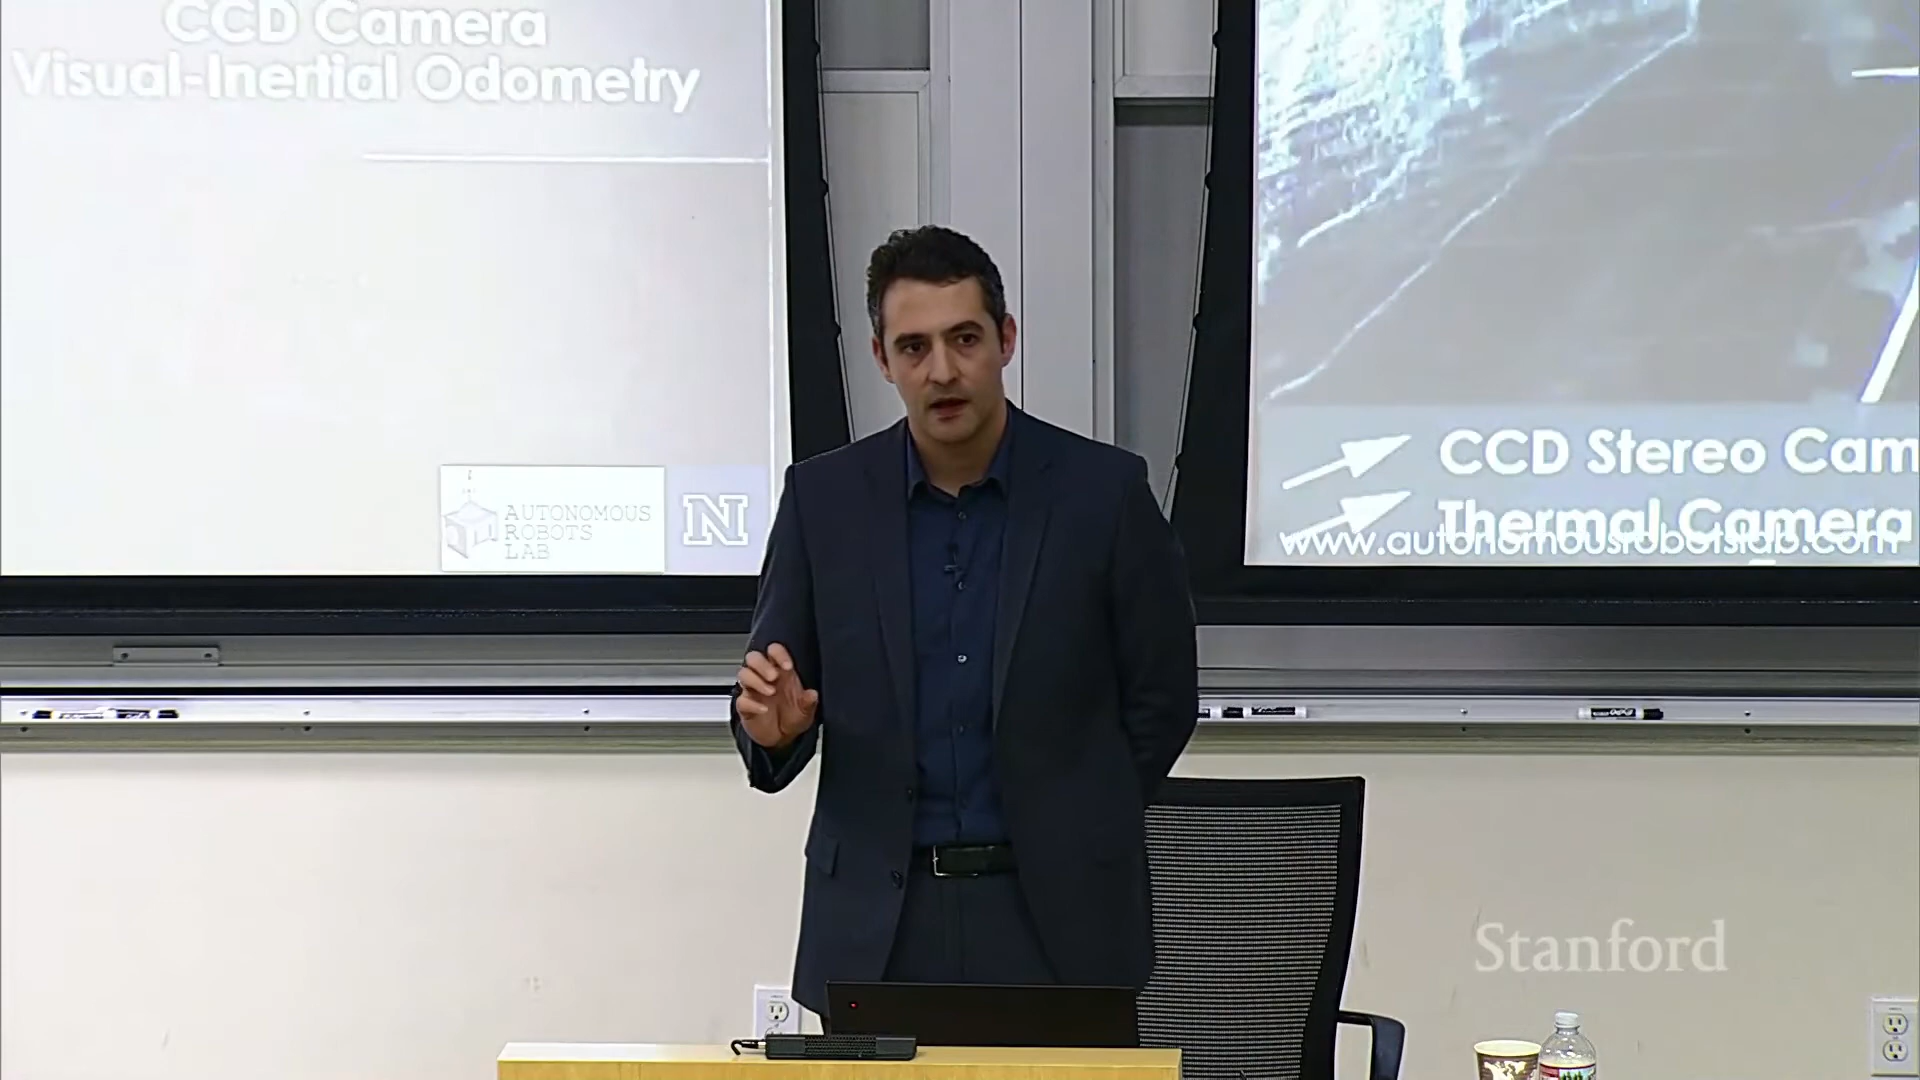 CCD Camera
Visual-Inertial Odometry
AUTONOMOUS
ROBOTS
LAB
N
CCD Stereo Cam
Thermal Camera
www.autonomousrobotslab.com
Stanford